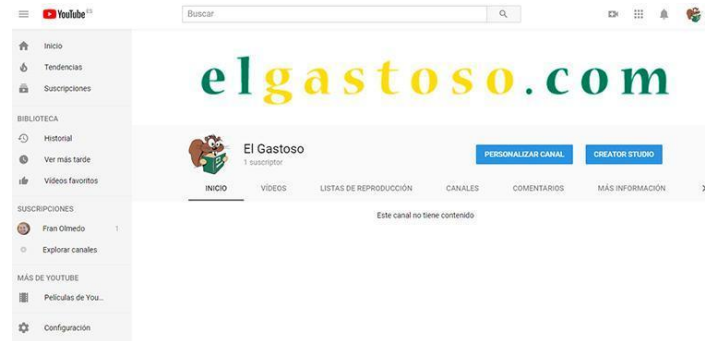 YouTube ES
Buscar
Inicio
Tendencias
Suscripciones
BIBLIOTECA
Historial
Ver más tarde
Vídeos favoritos
SUSCRIPCIONES
Fran Olmedo 1
Explorar canales
MÁS DE YOUTUBE
Películas de You...
Configuración
elgastoso.com
El Gastoso
1 suscriptor
PERSONALIZAR CANAL
CREATOR STUDIO
INICIO VÍDEOS LISTAS DE REPRODUCCIÓN CANALES COMENTARIOS MÁS INFORMACIÓN
Este canal no tiene contenido